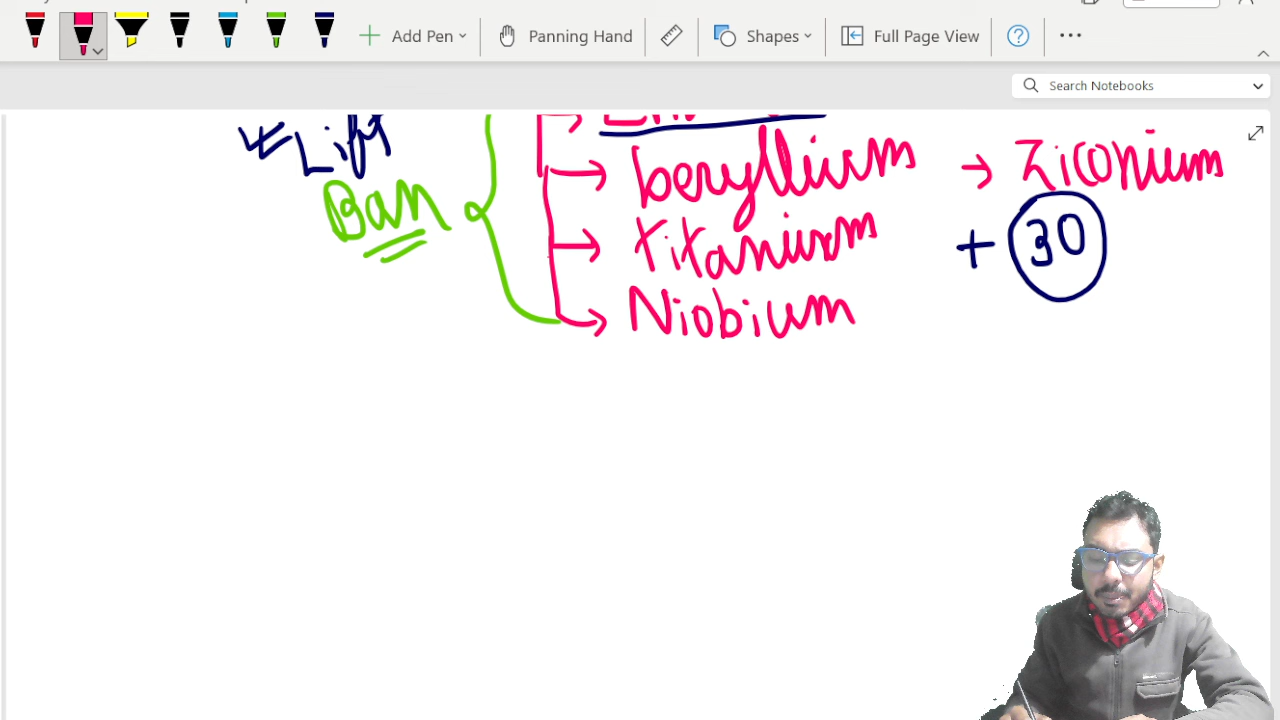 Add Pen
Panning Hand
Shapes
Full Page View
?
Search Notebooks
Lift
Ban
beryllium → Ziconium
titanium + 30
Niobium